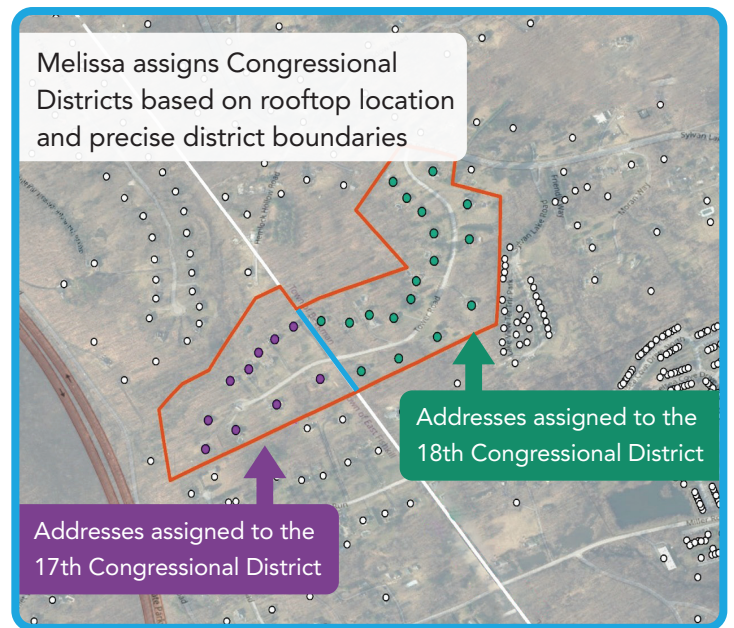 Melissa assigns Congressional
Districts based on rooftop location
and precise district boundaries
Addresses assigned to the
18th Congressional District
Addresses assigned to the
17th Congressional District